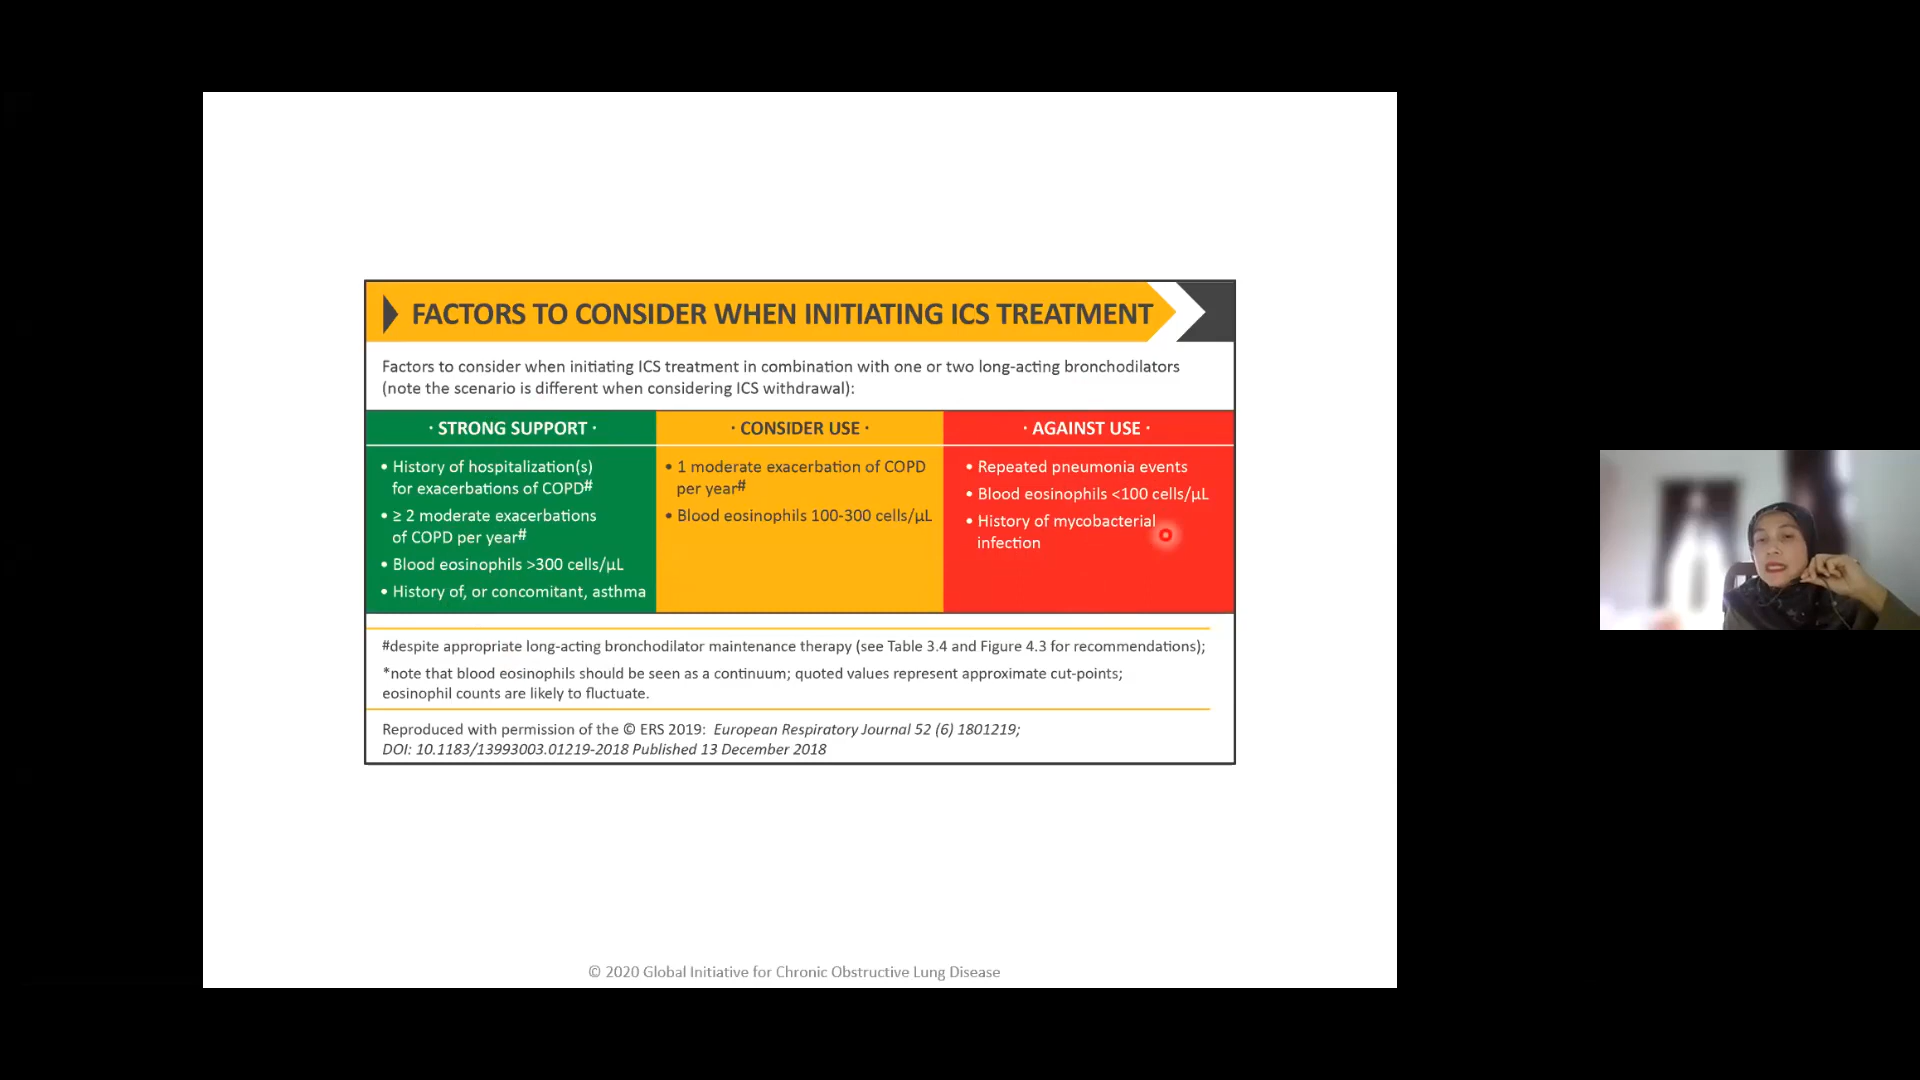 FACTORS TO CONSIDER WHEN INITIATING ICS TREATMENT
Factors to consider when initiating ICS treatment in combination with one or two long-acting bronchodilators
(note the scenario is different when considering ICS withdrawal):
· STRONG SUPPORT ·
• History of hospitalization(s)
for exacerbations of COPD#
• ≥ 2 moderate exacerbations
of COPD per year#
• Blood eosinophils >300 cells/µL
• History of, or concomitant, asthma
· CONSIDER USE ·
• 1 moderate exacerbation of COPD
per year#
• Blood eosinophils 100-300 cells/µL
· AGAINST USE ·
• Repeated pneumonia events
• Blood eosinophils <100 cells/µL
• History of mycobacterial
infection
#despite appropriate long-acting bronchodilator maintenance therapy (see Table 3.4 and Figure 4.3 for recommendations);
*note that blood eosinophils should be seen as a continuum; quoted values represent approximate cut-points;
eosinophil counts are likely to fluctuate.
Reproduced with permission of the © ERS 2019: European Respiratory Journal 52 (6) 1801219;
DOI: 10.1183/13993003.01219-2018 Published 13 December 2018
© 2020 Global Initiative for Chronic Obstructive Lung Disease